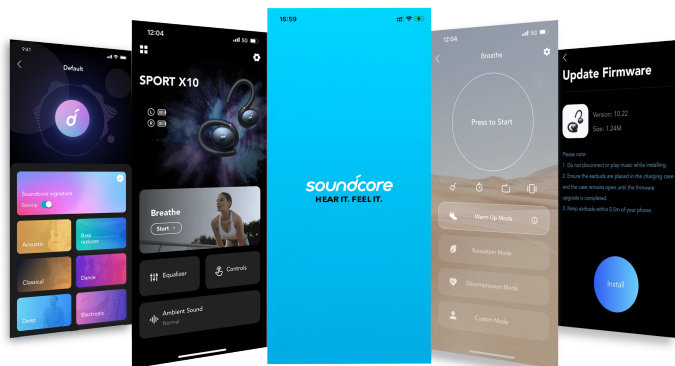 9:41
Default
Soundcore signature
BassUp
Acoustic
Bass
reducer
Classical
Dance
Deep
Electronic
12:04
5G
SPORT X10
L
R
Breathe
Start
Equalizer
Controls
Ambient Sound
Normal
16:59
soundcore
HEAR IT. FEEL IT.
12:04
5G
Breathe
Press to Start
Warm-Up Mode
Relaxation Mode
Decompression Mode
Custom Mode
Update Firmware
Version: 10.22
Size: 1.24M
Please note:
1. Do not disconnect or play music while installing.
2. Ensure the earbuds are placed in the charging case
and the case remains open until the firmware
upgrade is completed.
3. Keep earbuds within 0.5m of your phone.
Install